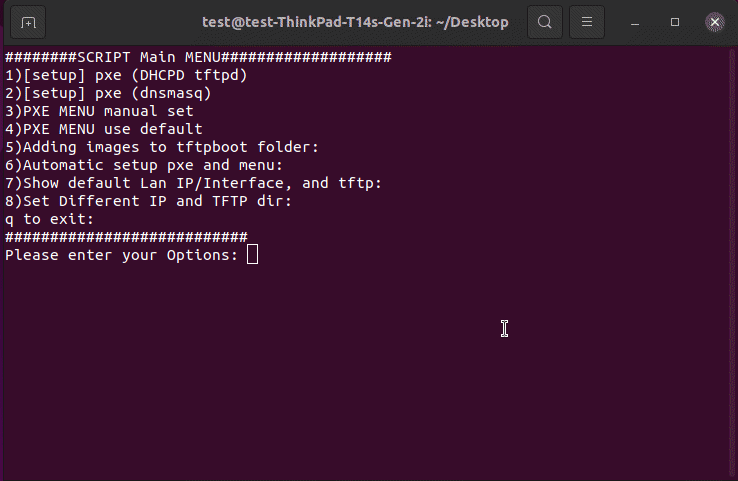 test@test-ThinkPad-T14s-Gen-2i: ~/Desktop
########SCRIPT Main MENU###################
1)[setup] pxe (DHCPD tftpd)
2)[setup] pxe (dnsmasq)
3)PXE MENU manual set
4)PXE MENU use default
5)Adding images to tftpboot folder:
6)Automatic setup pxe and menu:
7)Show default Lan IP/Interface, and tftp:
8)Set Different IP and TFTP dir:
q to exit:
###########################
Please enter your Options: